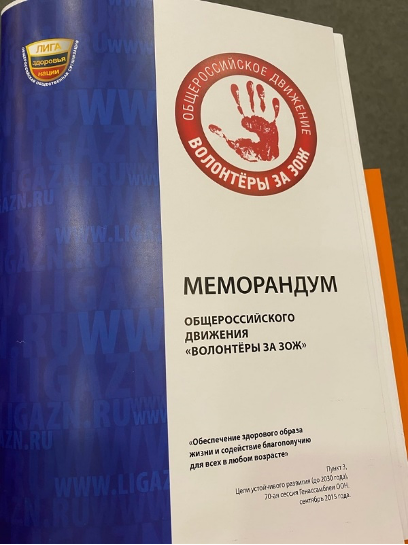 ЛИГА
здоровья
нации
ОБЩЕРОССИЙСКОЕ ДВИЖЕНИЕ
ВОЛОНТЁРЫ ЗА ЗОЖ
WWW.LIGAZN.RU
МЕМОРАНДУМ
ОБЩЕРОССИЙСКОГО
ДВИЖЕНИЯ
«ВОЛОНТЁРЫ ЗА ЗОЖ»
«Обеспечение здорового образа
жизни и содействие благополучию
для всех в любом возрасте»
Пункт 3,
Цели устойчивого развития (до 2030 года),
70-ая сессия Генассамблеи ООН,
сентябрь 2015 года